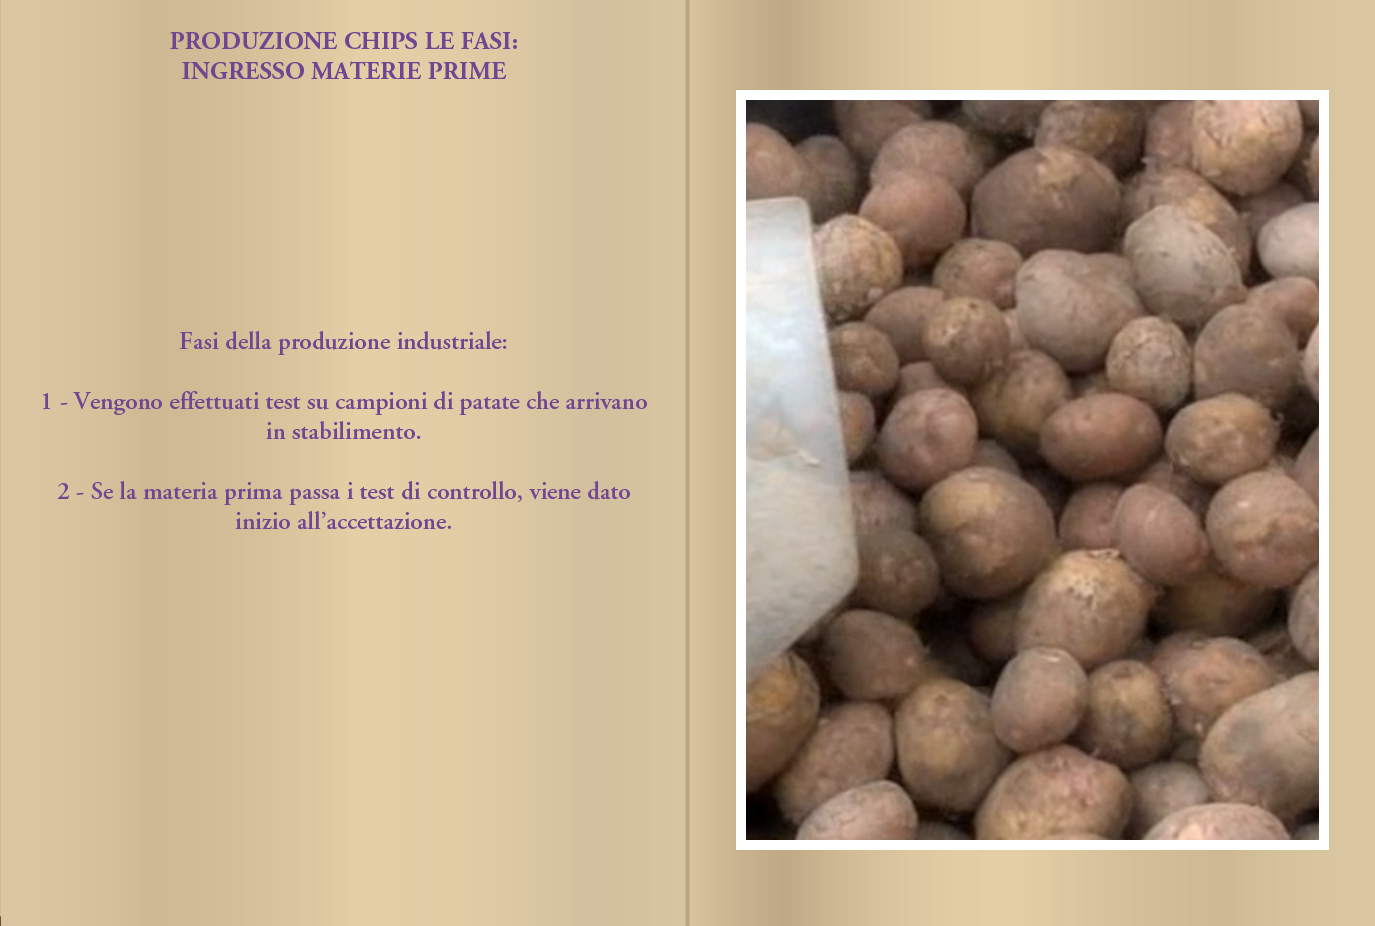 PRODUZIONE CHIPS LE FASI:
INGRESSO MATERIE PRIME
Fasi della produzione industriale:
1 - Vengono effettuati test su campioni di patate che arrivano
in stabilimento.
2 - Se la materia prima passa i test di controllo, viene dato
inizio all’accettazione.